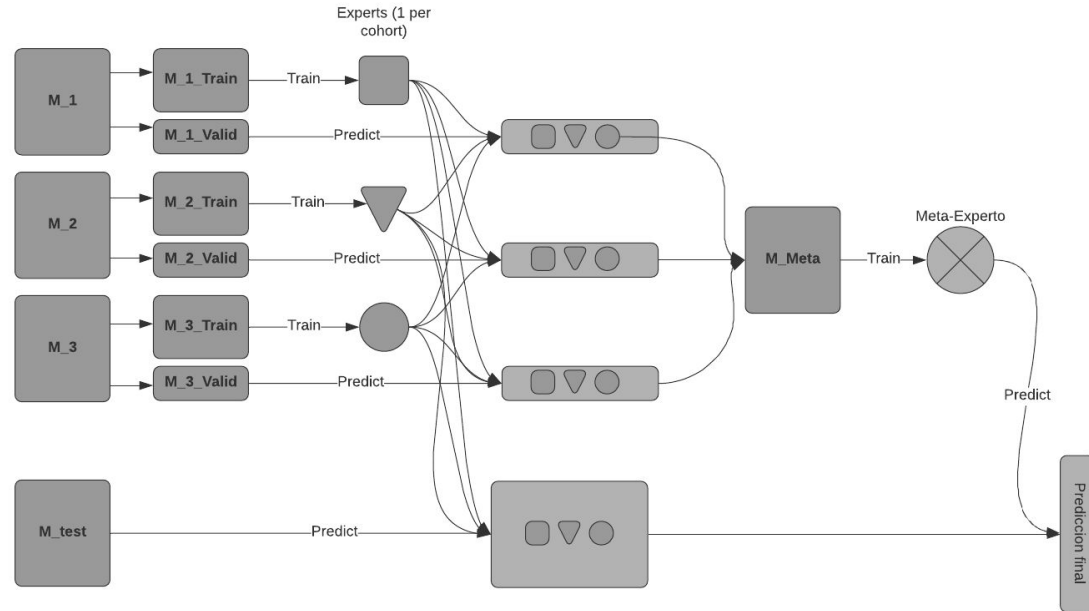 Experts (1 per
cohort)
M_1
M_1_Train
Train
M_1_Valid
Predict
M_2
M_2_Train
Train
M_2_Valid
Predict
M_3
M_3_Train
Train
M_3_Valid
Predict
M_Meta
Train
Meta-Experto
Predict
M_test
Predict
Prediccion final